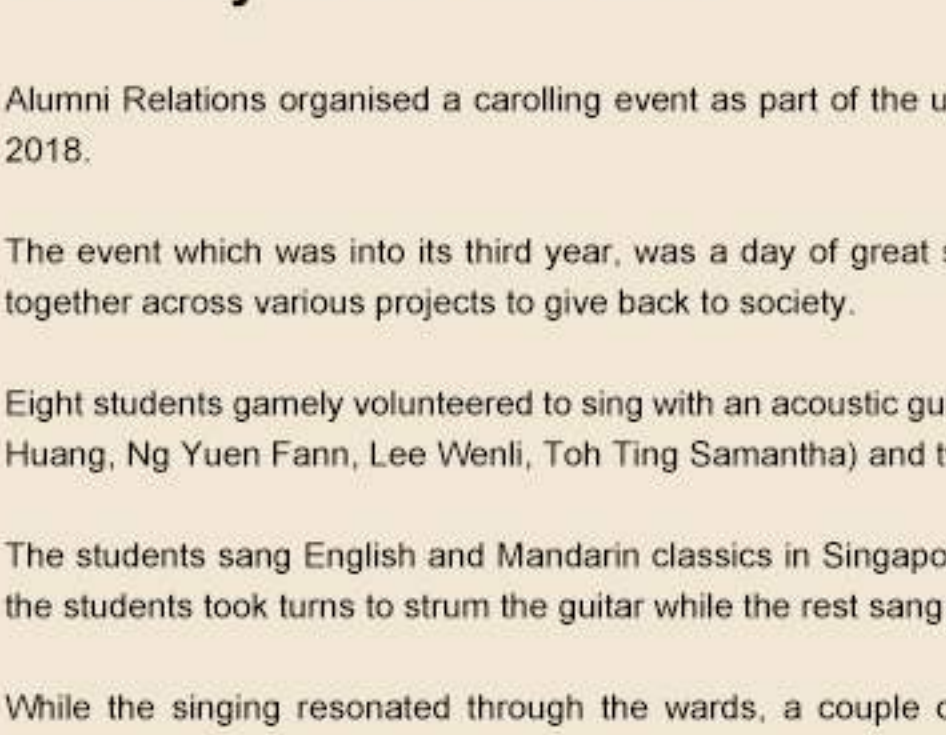 Alumni Relations organised a carolling event as part of the
2018.
The event which was into its third year, was a day of great
together across various projects to give back to society.
Eight students gamely volunteered to sing with an acoustic
Huang, Ng Yuen Fann, Lee Wenli, Toh Ting Samantha) and
The students sang English and Mandarin classics in
the students took turns to strum the guitar while the rest sang
While the singing resonated through the wards, a couple